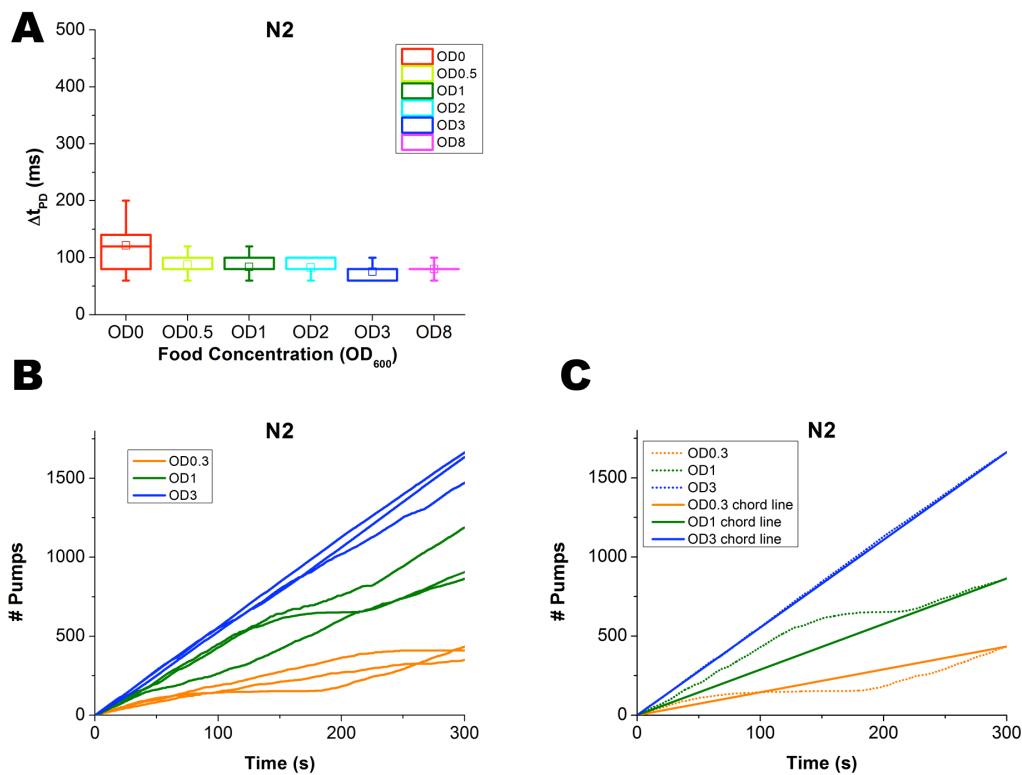 A
N2
500
400
300
200
100
0
Δt_PD (ms)
OD0
OD0.5
OD1
OD2
OD3
OD8
OD0 OD0.5 OD1 OD2 OD3 OD8
Food Concentration (OD₆₀₀)
B
N2
OD0.3
OD1
OD3
1500
1000
500
0
# Pumps
0 100 200 300
Time (s)
C
N2
OD0.3
OD1
OD3
OD0.3 chord line
OD1 chord line
OD3 chord line
1500
1000
500
0
# Pumps
0 100 200 300
Time (s)